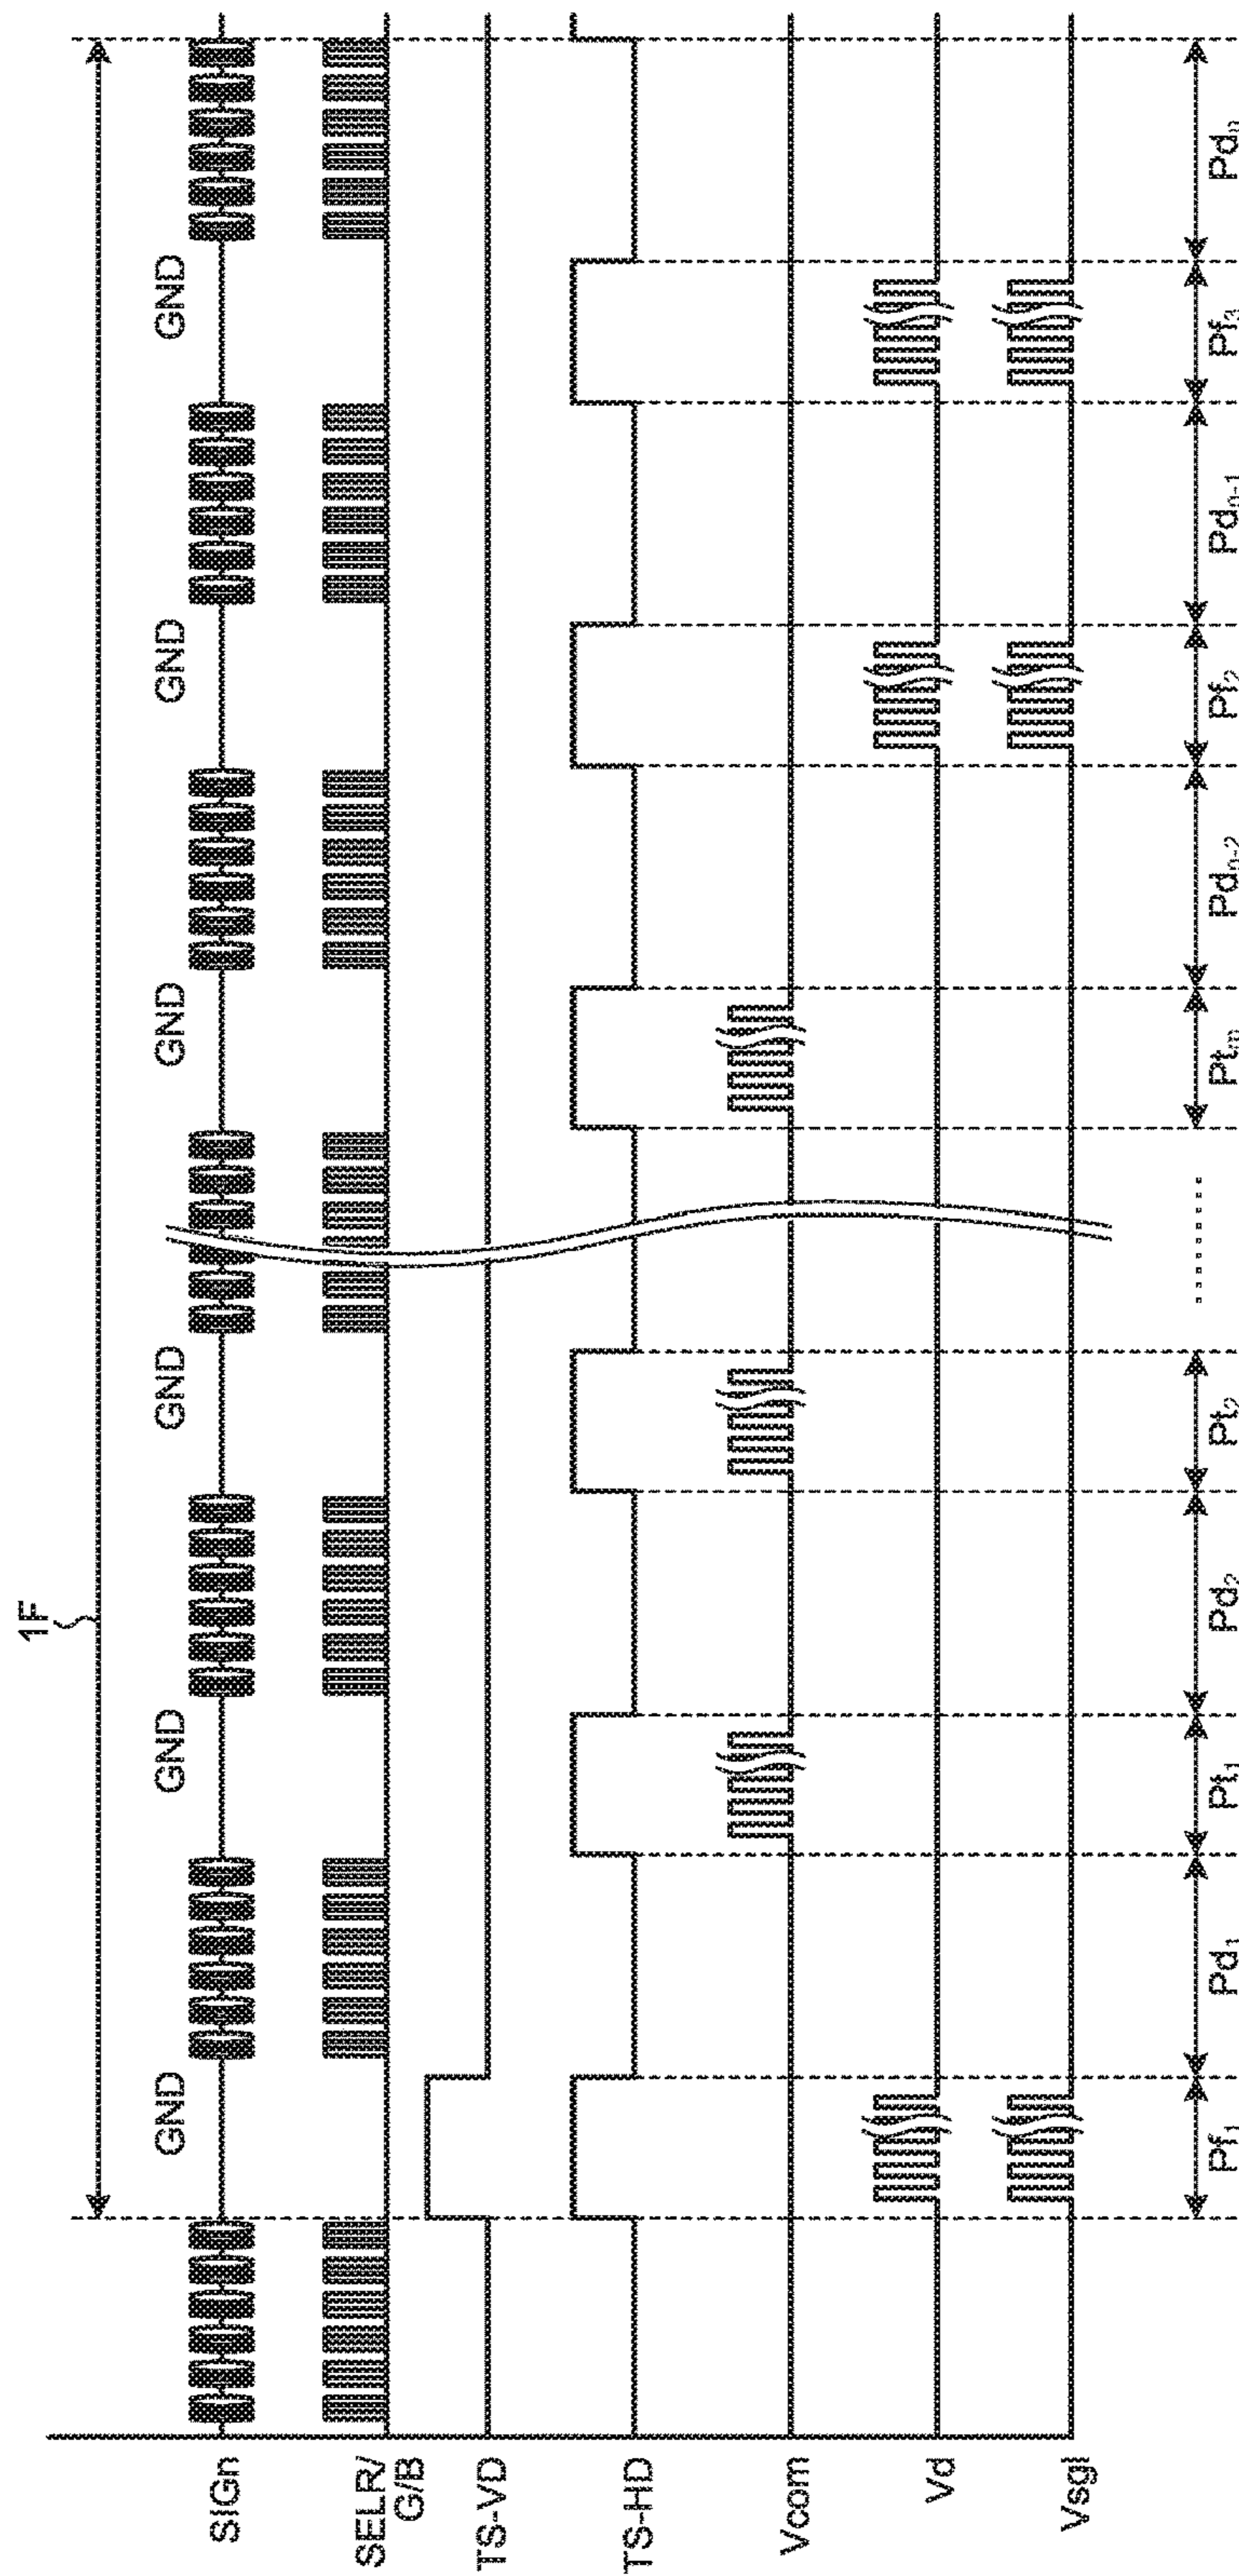 1F
GND GND GND GND GND GND
SIGn
SELR/
G/B
TS-VD
TS-HD
Vcom
Vd
Vsgl
Pf₁ Pd₁ Pt₁ Pd₂ Pt₂ ........ Ptₘ Pdₙ₋₂ Pf₂ Pdₙ₋₁ Pf₃ Pdₙ